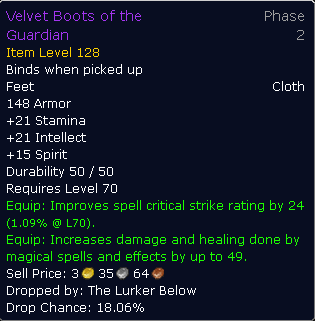 Velvet Boots of the Phase
Guardian 2
Item Level 128
Binds when picked up
Feet Cloth
148 Armor
+21 Stamina
+21 Intellect
+15 Spirit
Durability 50 / 50
Requires Level 70
Equip: Improves spell critical strike rating by 24
(1.09% @ L70).
Equip: Increases damage and healing done by
magical spells and effects by up to 49.
Sell Price: 3 35 64
Dropped by: The Lurker Below
Drop Chance: 18.06%